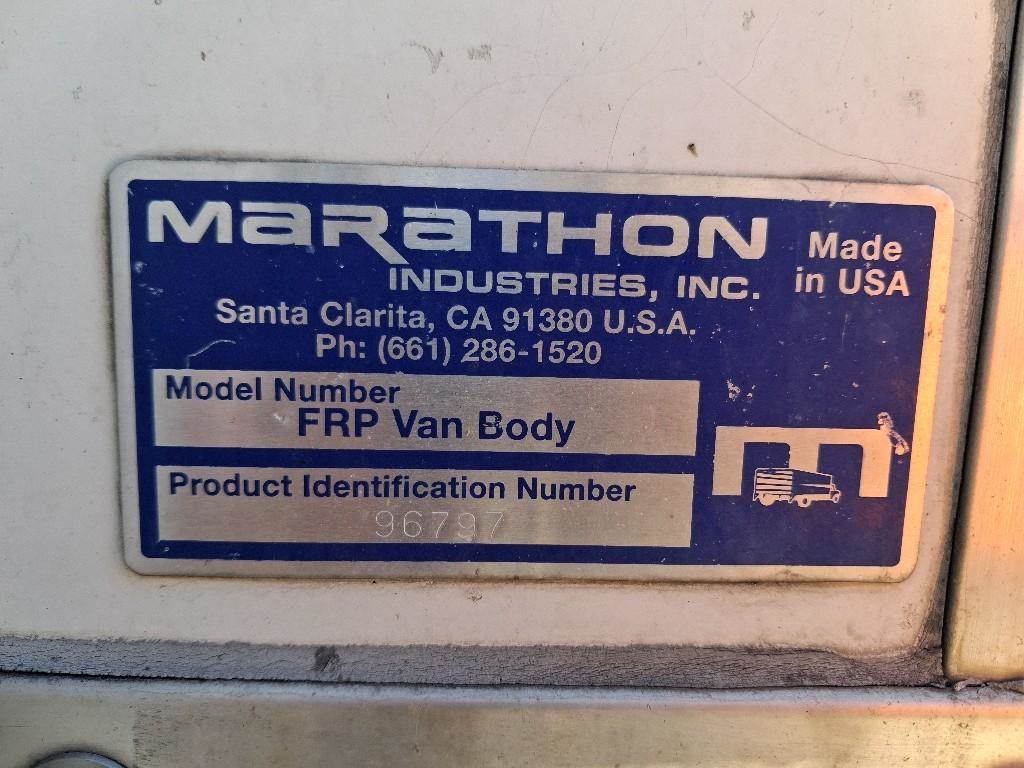 MaRaTHON
INDUSTRIES, INC.
Made
in USA
Santa Clarita, CA 91380 U.S.A.
Ph: (661) 286-1520
Model Number
FRP Van Body
Product Identification Number
96797